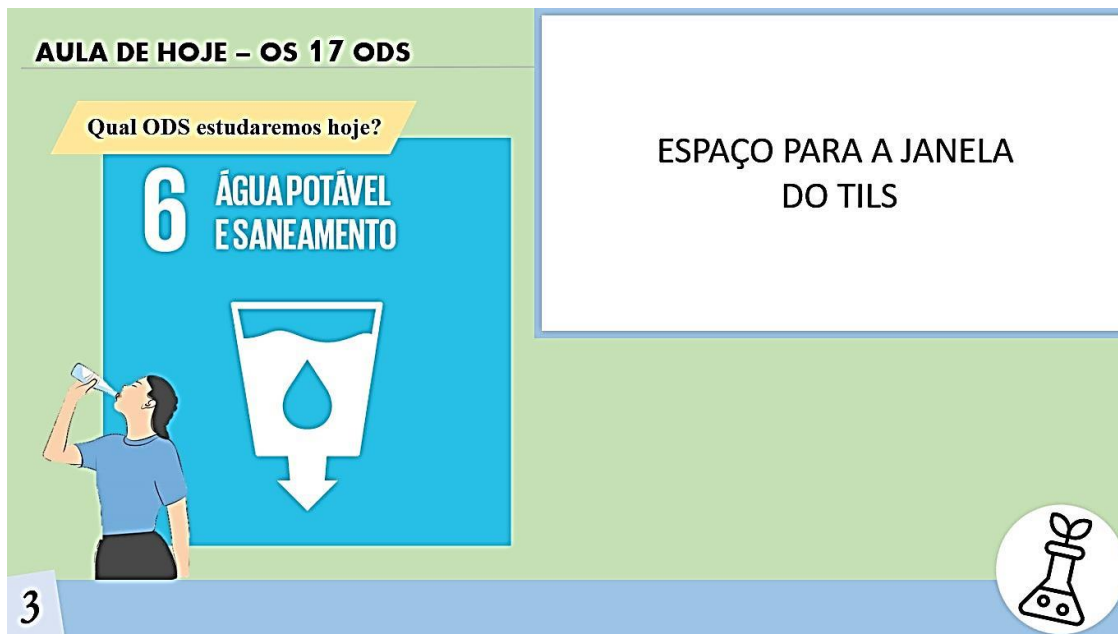 AULA DE HOJE – OS 17 ODS
Qual ODS estudaremos hoje?
6 ÁGUA POTÁVEL
E SANEAMENTO
ESPAÇO PARA A JANELA
DO TILS
3